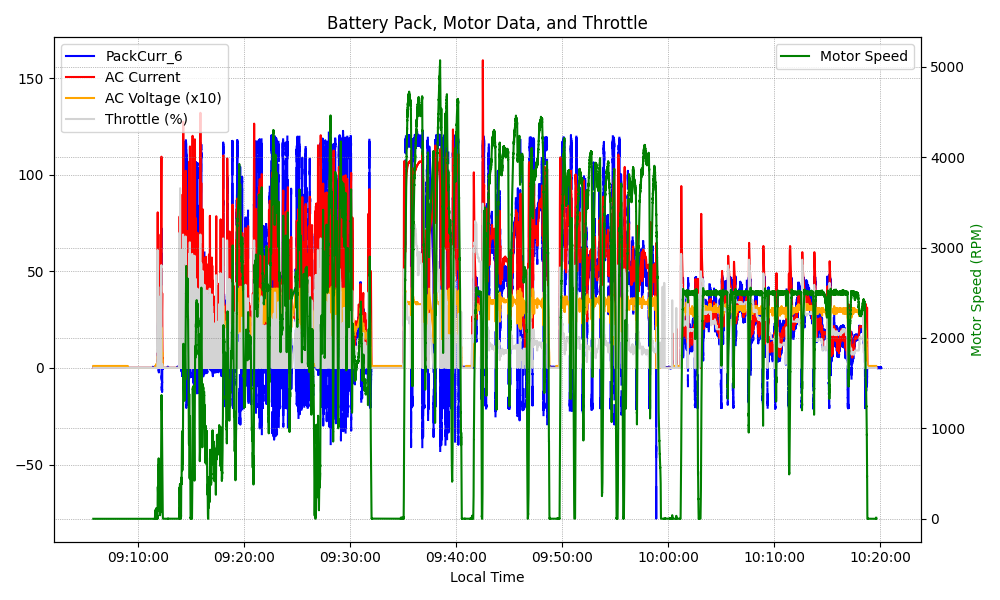 Battery Pack, Motor Data, and Throttle
PackCurr_6
AC Current
AC Voltage (x10)
Throttle (%)
Motor Speed
150
100
50
0
−50
5000
4000
3000
2000
1000
0
Motor Speed (RPM)
09:10:00 09:20:00 09:30:00 09:40:00 09:50:00 10:00:00 10:10:00 10:20:00
Local Time